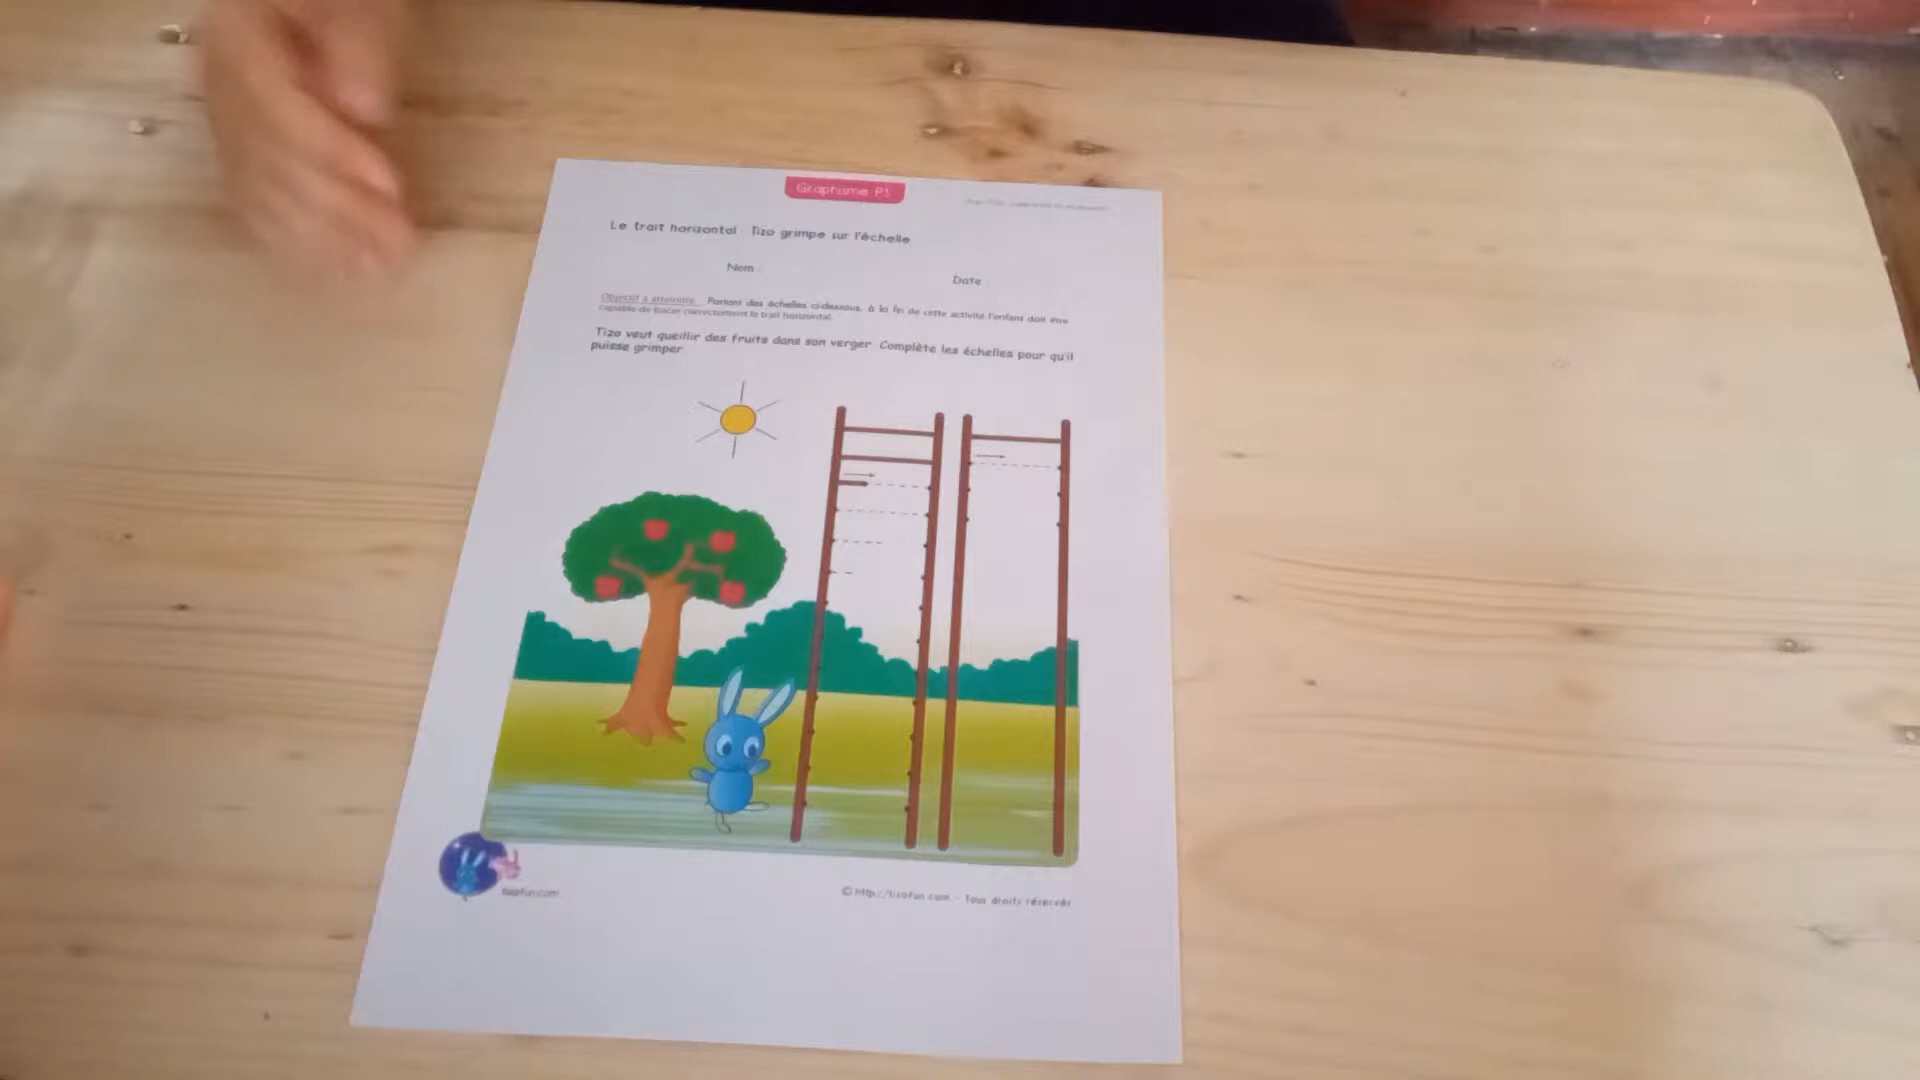 Graphisme P1
Le trait horizontal : Tizo grimpe sur l'échelle
Nom :
Date
Objectif à atteindre : Partant des échelles ci-dessous, à la fin de cette activité l'enfant doit être
capable de tracer correctement le trait horizontal.
Tizo veut queillir des fruits dans son verger. Complète les échelles pour qu'il
puisse grimper
tizofun.com
© http://tizofun.com - Tous droits réservés